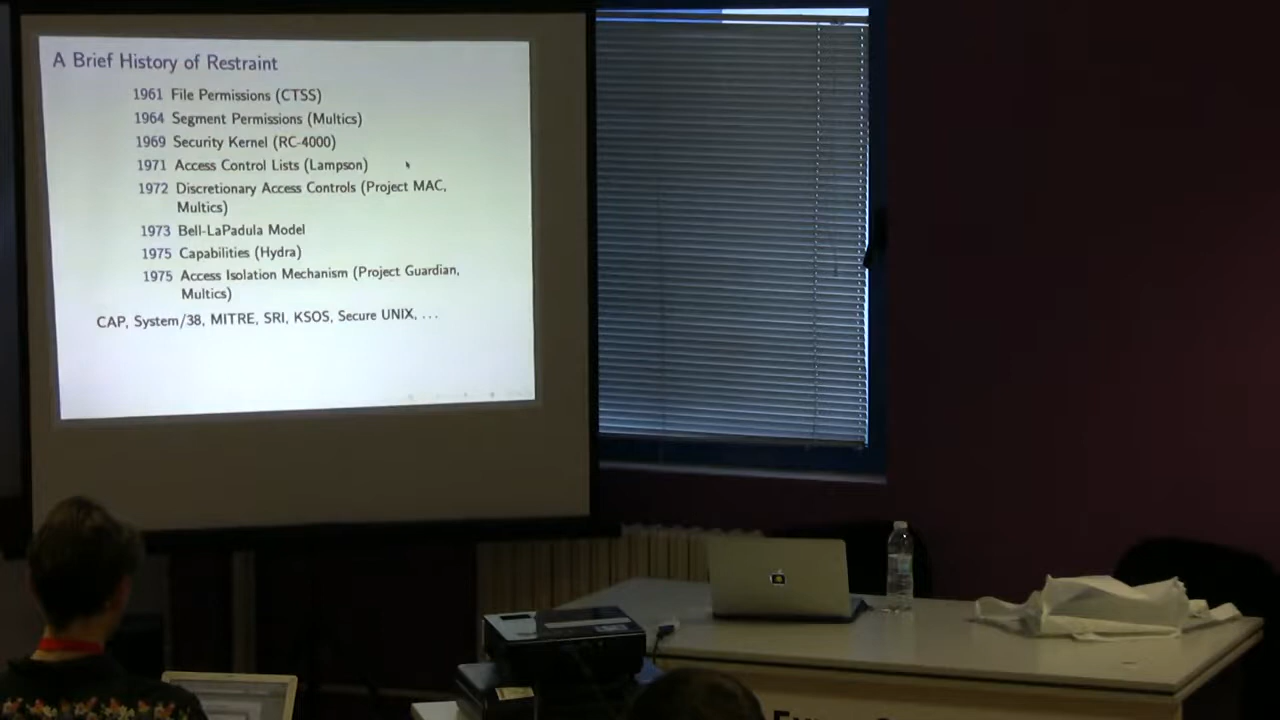 A Brief History of Restraint
1961 File Permissions (CTSS)
1964 Segment Permissions (Multics)
1969 Security Kernel (RC-4000)
1971 Access Control Lists (Lampson)
1972 Discretionary Access Controls (Project MAC,
Multics)
1973 Bell-LaPadula Model
1975 Capabilities (Hydra)
1975 Access Isolation Mechanism (Project Guardian,
Multics)
CAP, System/38, MITRE, SRI, KSOS, Secure UNIX, ...